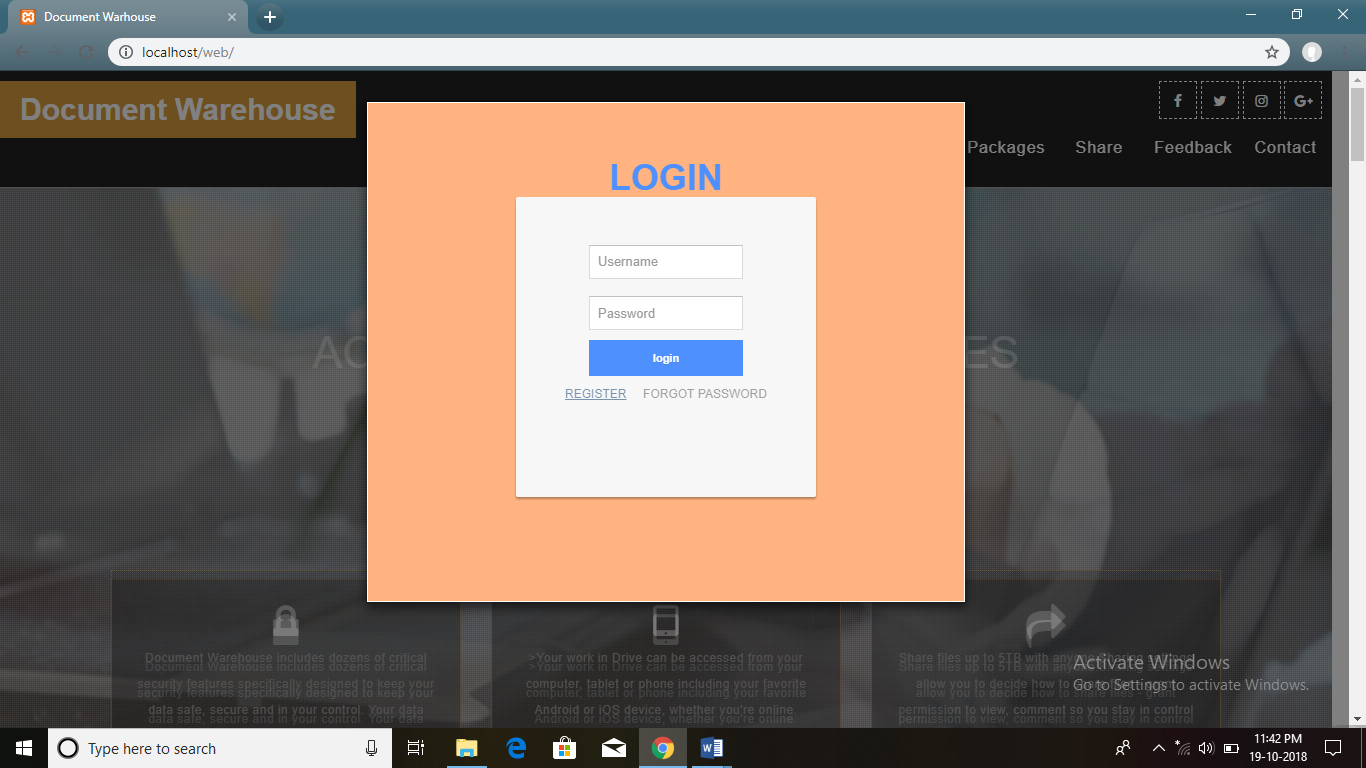 Document Warhouse
localhost/web/
Document Warehouse
Packages Share Feedback Contact
LOGIN
Username
Password
login
REGISTER FORGOT PASSWORD
AC
ES
Document Warehouse includes dozens of critical
security features specifically designed to keep your
data safe, secure and in your control. Your data
>Your work in Drive can be accessed from your
computer, tablet or phone including your favorite
Android or iOS device, whether you're online
Share files up to 5TB with anyone
allow you to decide how to
permission to view, comment so you stay in control
Activate Windows
Go to Settings to activate Windows.
Type here to search
11:42 PM
19-10-2018